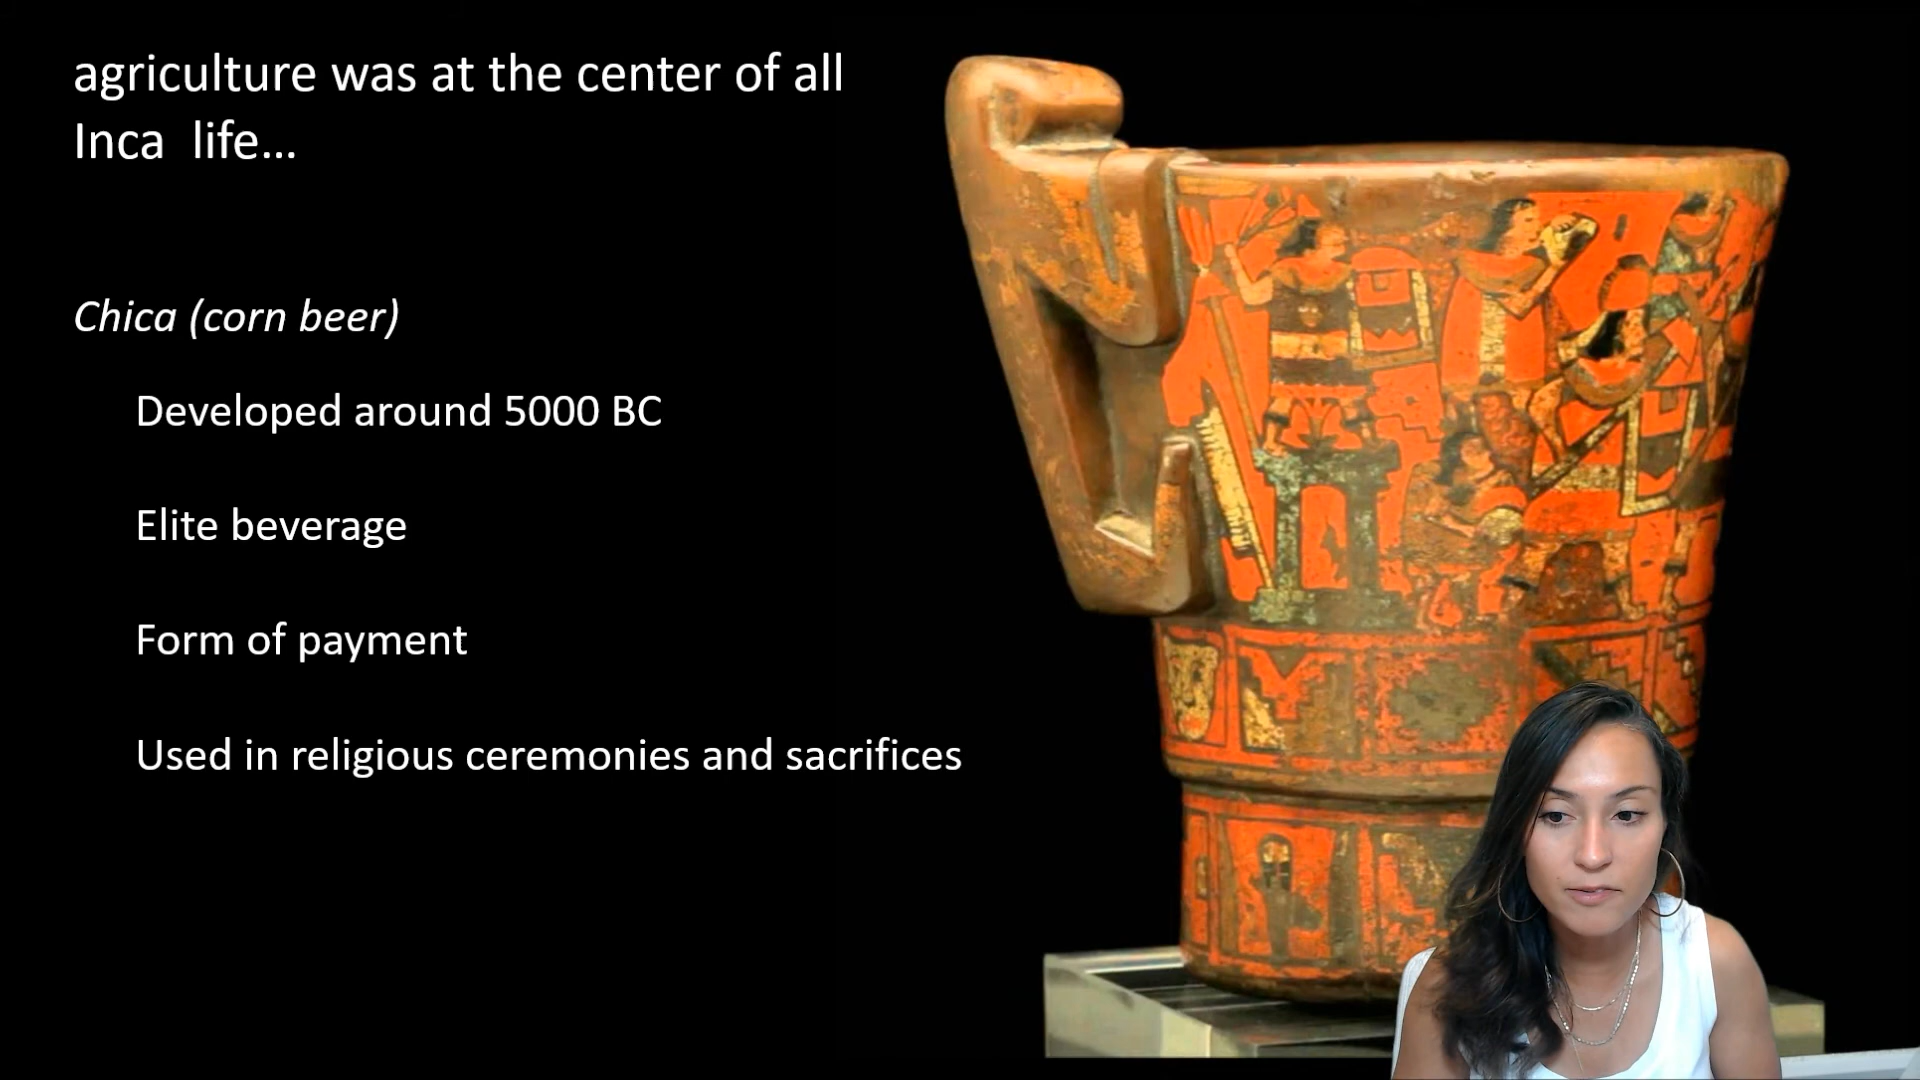 agriculture was at the center of all
Inca life...
Chica (corn beer)
Developed around 5000 BC
Elite beverage
Form of payment
Used in religious ceremonies and sacrifices